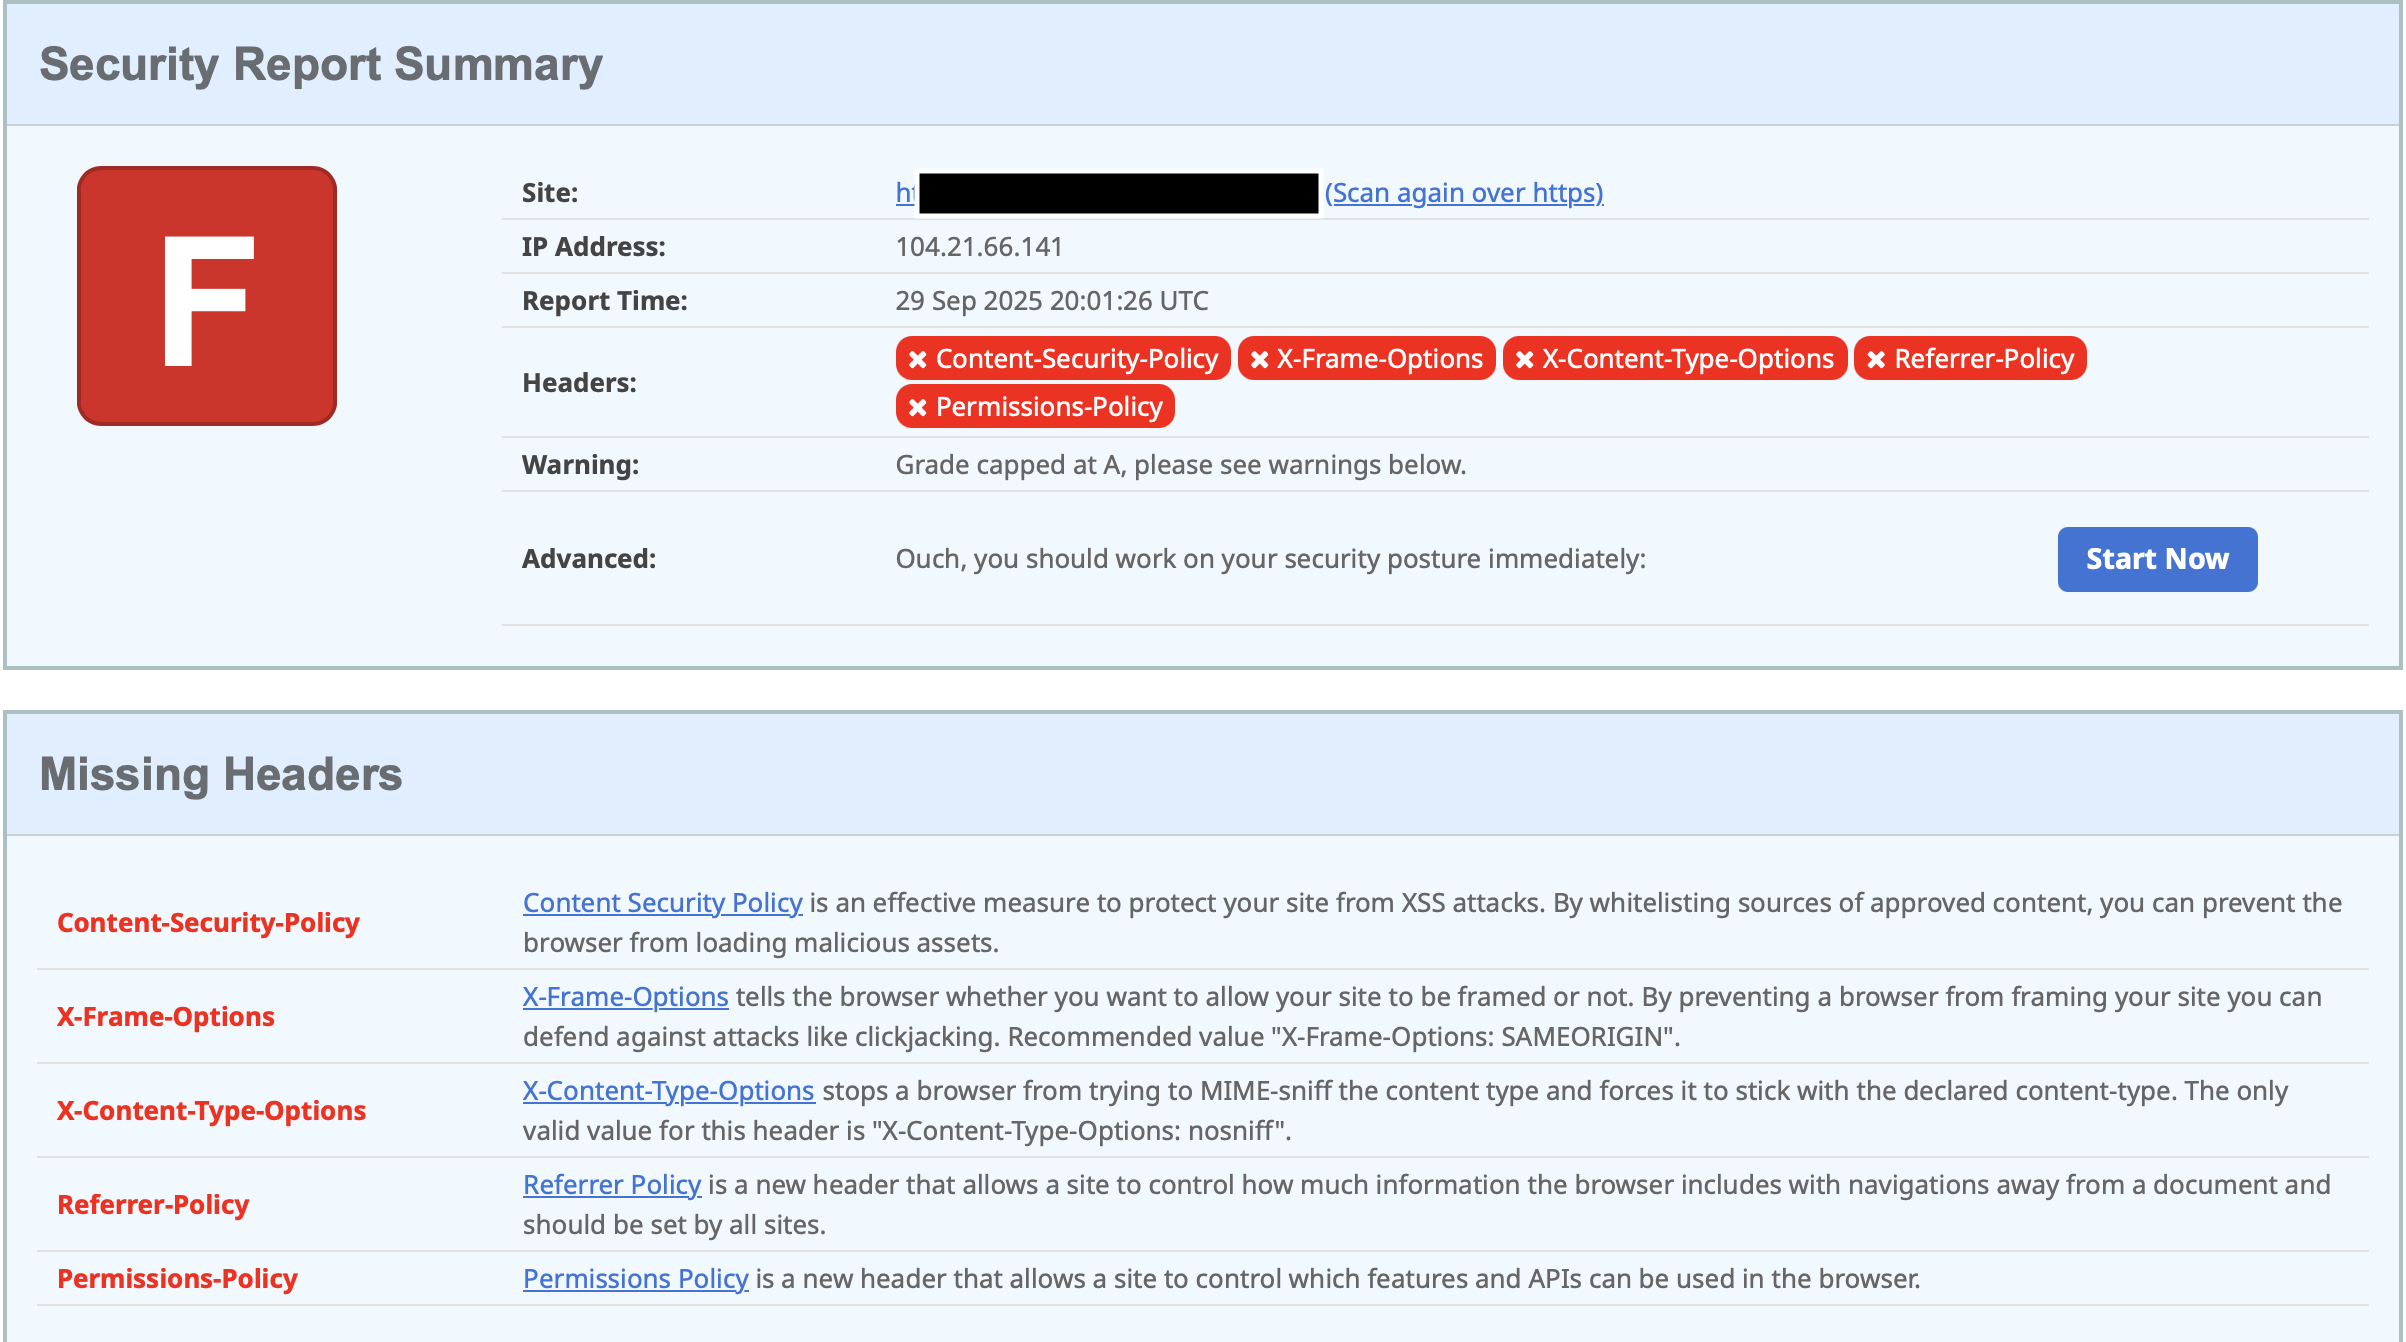 Security Report Summary
F
Site: (Scan again over https)
IP Address: 104.21.66.141
Report Time: 29 Sep 2025 20:01:26 UTC
Headers: Content-Security-Policy X-Frame-Options X-Content-Type-Options Referrer-Policy
Permissions-Policy
Warning: Grade capped at A, please see warnings below.
Advanced: Ouch, you should work on your security posture immediately: Start Now
Missing Headers
Content-Security-Policy Content Security Policy is an effective measure to protect your site from XSS attacks. By whitelisting sources of approved content, you can prevent the
browser from loading malicious assets.
X-Frame-Options X-Frame-Options tells the browser whether you want to allow your site to be framed or not. By preventing a browser from framing your site you can
defend against attacks like clickjacking. Recommended value "X-Frame-Options: SAMEORIGIN".
X-Content-Type-Options X-Content-Type-Options stops a browser from trying to MIME-sniff the content type and forces it to stick with the declared content-type. The only
valid value for this header is "X-Content-Type-Options: nosniff".
Referrer-Policy Referrer Policy is a new header that allows a site to control how much information the browser includes with navigations away from a document and
should be set by all sites.
Permissions-Policy Permissions Policy is a new header that allows a site to control which features and APIs can be used in the browser.